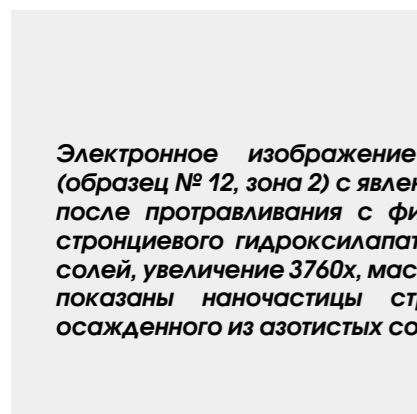 Электронное изображение
(образец № 12, зона 2) с явлен
после протравливания с фи
стронциевого гидроксилапат
солей, увеличение 3760х, мас
показаны наночастицы ст
осажденного из азотистых со